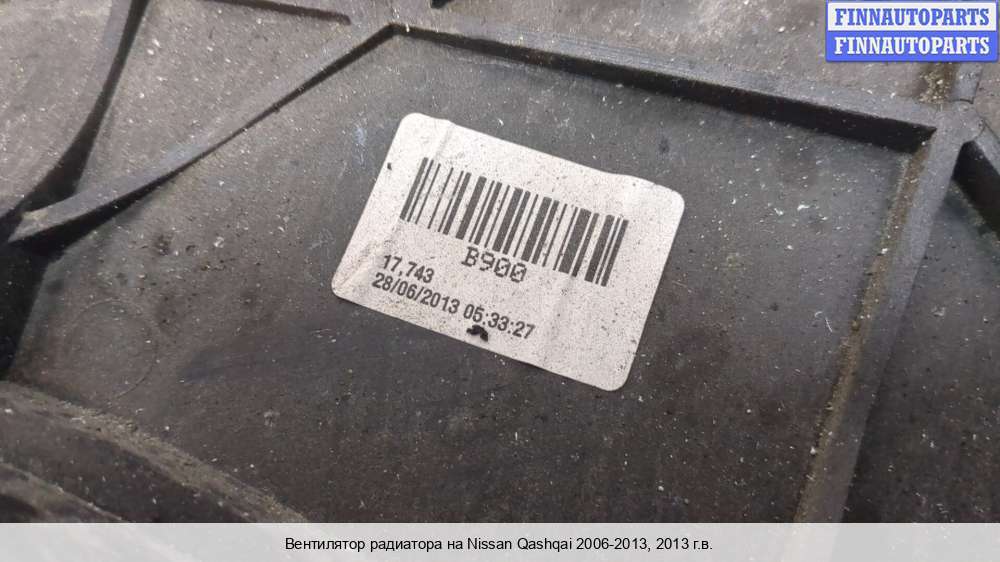 FINNAUTOPARTS
FINNAUTOPARTS
B900
17,743
28/06/2013 05:33:27
Вентилятор радиатора на Nissan Qashqai 2006-2013, 2013 г.в.